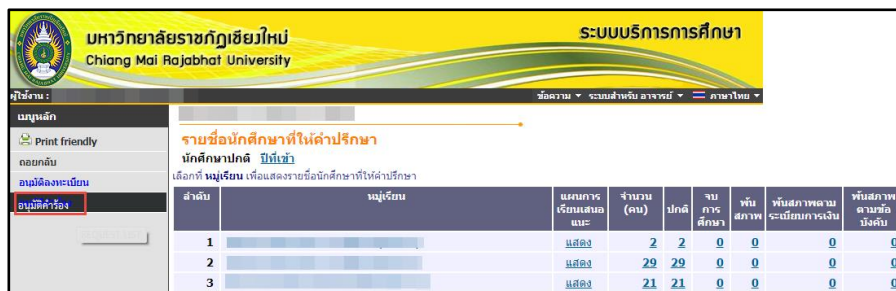 มหาวิทยาลัยราชภัฏเชียงใหม่
ระบบบริการการศึกษา
Chiang Mai Rajabhat University
ผู้ใช้งาน :
ข้อความ ระบบสำหรับ อาจารย์ ภาษาไทย
เมนูหลัก
Print friendly
ถอยกลับ
อนุมัติลงทะเบียน
อนุมัติคำร้อง
รายชื่อนักศึกษาที่ให้คำปรึกษา
นักศึกษาปกติ ปีที่เข้า
เลือกที่ หมู่เรียน เพื่อแสดงรายชื่อนักศึกษาที่ให้คำปรึกษา
ลำดับ หมู่เรียน แผนการเรียนเสนอแนะ จำนวน (คน) ปกติ จบการศึกษา พ้นสภาพ พ้นสภาพตามระเบียบการเงิน พ้นสภาพตามข้อบังคับ
1 แสดง 2 2 0 0 0 0
2 แสดง 29 29 0 0 0 0
3 แสดง 21 21 0 0 0 0